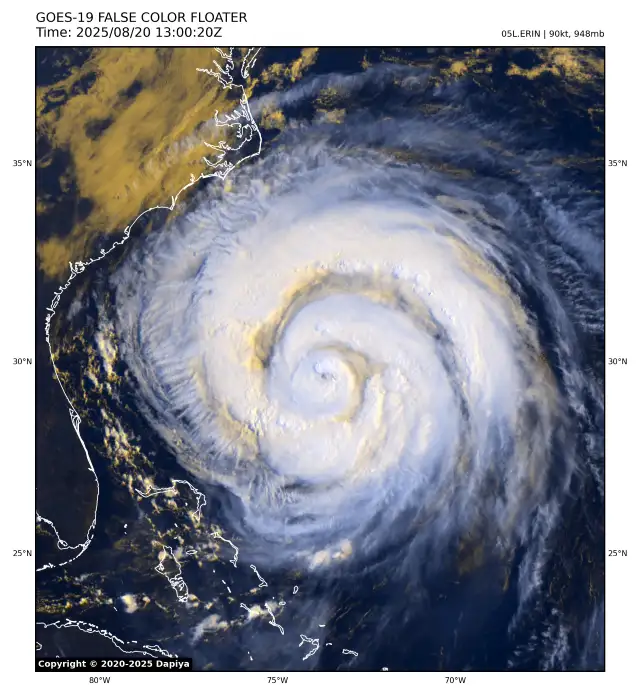 GOES-19 FALSE COLOR FLOATER
Time: 2025/08/20 13:00:20Z
05L.ERIN | 90kt, 948mb
35°N 35°N
30°N 30°N
25°N 25°N
Copyright © 2020-2025 Dapiya
80°W 75°W 70°W